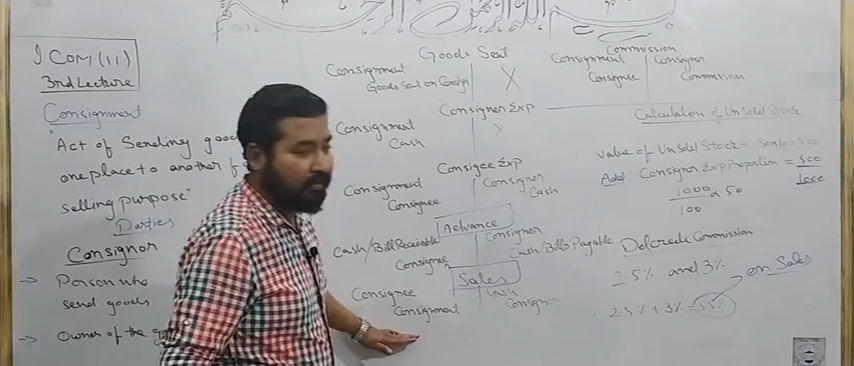 I.COM (11)
3rd Lecture
Consignment
"Act of Sending goo
one place to another f
selling purpose"
Parties
Consignor
→ Person who
send goods
→ Owner of the g
Goods Sent
Consignment
Goods Sent on Consign
X
Consignor Exp
Consignment
Cash
X
Consignee Exp
Consignment
Consignee
Consignor
Cash
Advance
Cash/Bill Receivable
Consignee
Consignor
Cash/Bills Payable
Sales
Consignee
Consignment
Cash
Consign
Commission
Consignment
Consignee
Consignor
Commission
Calculation of UnSold Stock
value of UnSold Stock =
Add Consignor Exp Proportion = 500
1000
1000 x 50
100
Delcrede Commission
2.5% and 3%
on Sales
2.5% + 3% = 5.5%